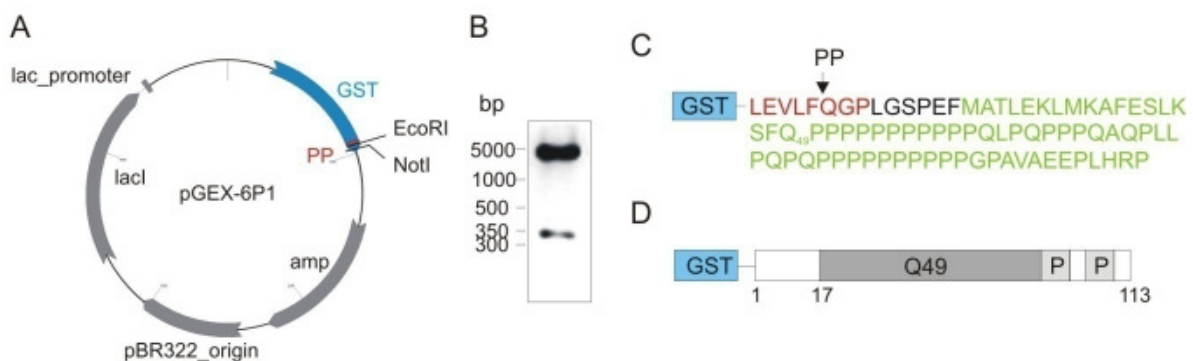 A
lac_promoter
GST
EcoRI
PP
NotI
lacI
pGEX-6P1
amp
pBR322_origin
B
bp
5000
1000
500
350
300
C
PP
GST
LEVLFQGPLGSPEFMATLEKLMKAFESLK
SFQ49PPPPPPPPPPPQLPQPPPQAQPLL
PQPQPPPPPPPPPPGPAVAEEPLHRP
D
GST
Q49
P
P
1
17
113